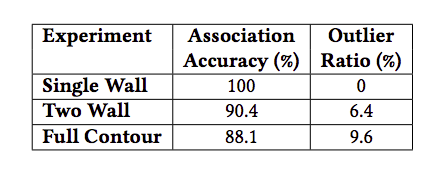 Experiment Association Accuracy (%) Outlier Ratio (%)
Single Wall 100 0
Two Wall 90.4 6.4
Full Contour 88.1 9.6